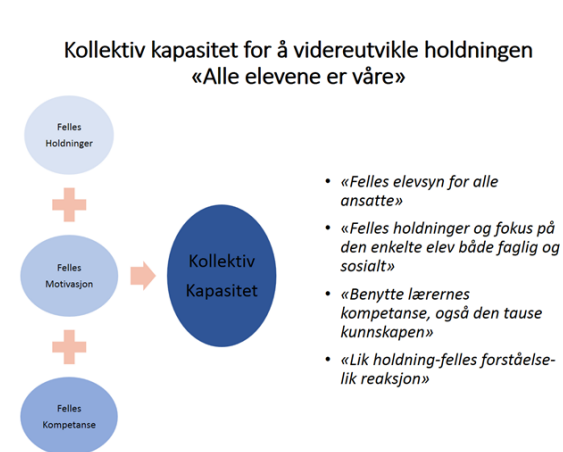 Kollektiv kapasitet for å videreutvikle holdningen
«Alle elevene er våre»
Felles
Holdninger
Felles
Motivasjon
Felles
Kompetanse
Kollektiv
Kapasitet
• «Felles elevsyn for alle
ansatte»
• «Felles holdninger og fokus på
den enkelte elev både faglig og
sosialt»
• «Benytte lærernes
kompetanse, også den tause
kunnskapen»
• «Lik holdning-felles forståelse-
lik reaksjon»